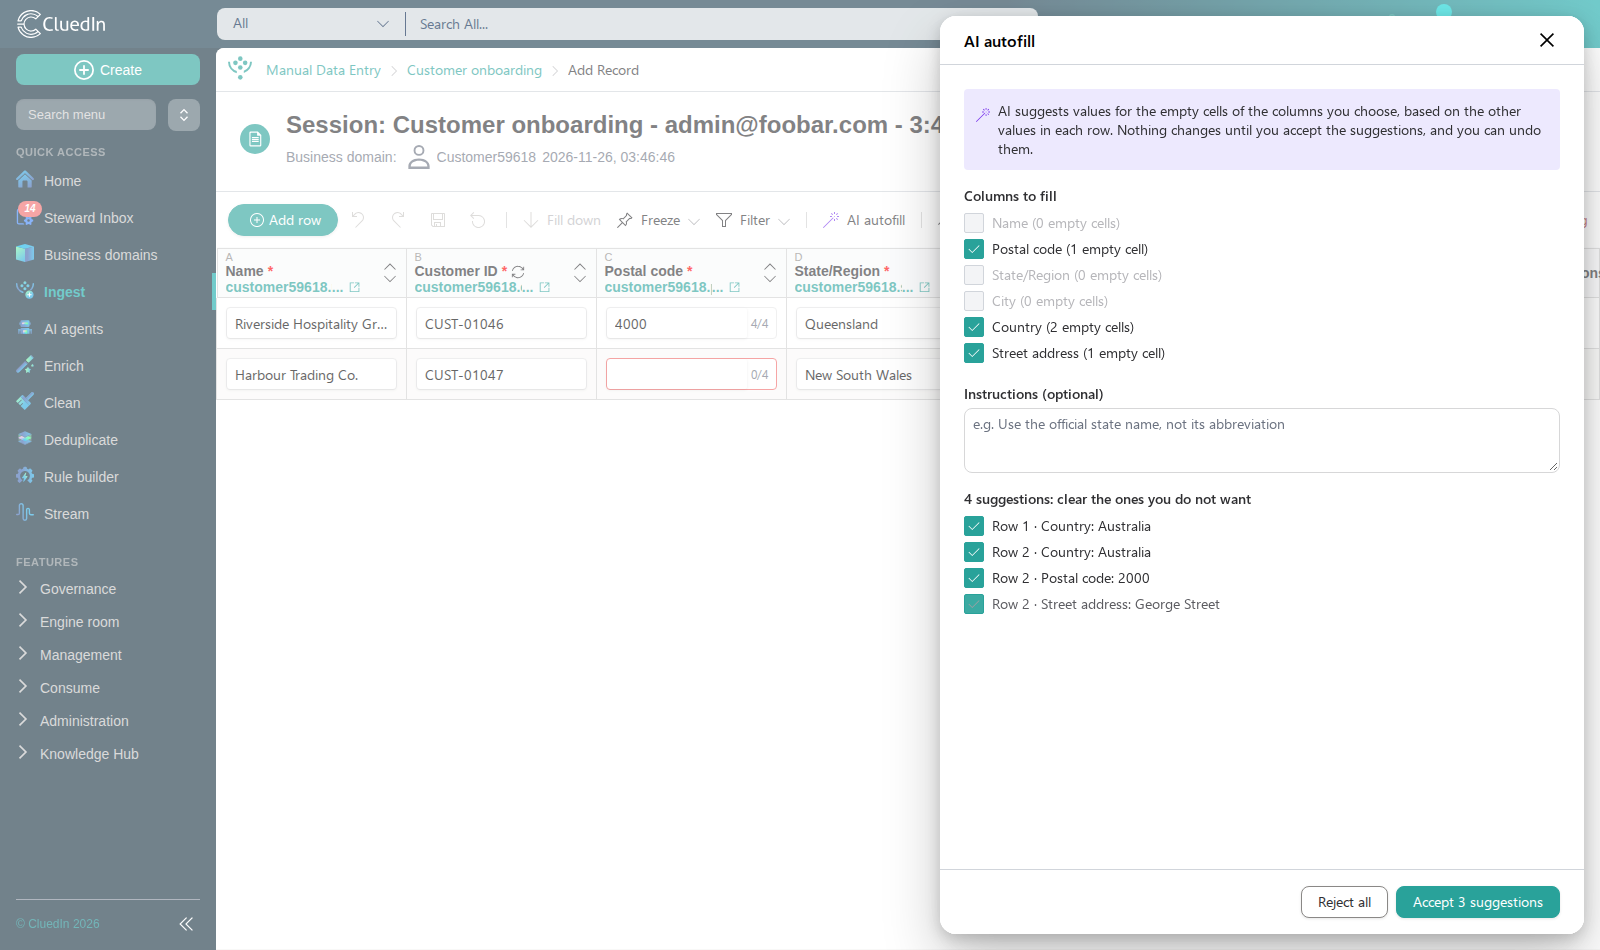 CluedIn
All
Search All...
Create
Search menu
QUICK ACCESS
Home
14
Steward Inbox
Business domains
Ingest
AI agents
Enrich
Clean
Deduplicate
Rule builder
Stream
FEATURES
Governance
Engine room
Management
Consume
Administration
Knowledge Hub
© CluedIn 2026
Manual Data Entry
Customer onboarding
Add Record
Session: Customer onboarding - admin@foobar.com - 3:4
Business domain:
Customer59618
2026-11-26, 03:46:46
Add row
Fill down
Freeze
Filter
AI autofill
A
Name *
customer59618....
B
Customer ID *
customer59618....
C
Postal code *
customer59618....
D
State/Region *
customer59618....
Riverside Hospitality Gr...
CUST-01046
4000
4/4
Queensland
Harbour Trading Co.
CUST-01047
0/4
New South Wales
AI autofill
AI suggests values for the empty cells of the columns you choose, based on the other
values in each row. Nothing changes until you accept the suggestions, and you can undo
them.
Columns to fill
Name (0 empty cells)
Postal code (1 empty cell)
State/Region (0 empty cells)
City (0 empty cells)
Country (2 empty cells)
Street address (1 empty cell)
Instructions (optional)
e.g. Use the official state name, not its abbreviation
4 suggestions: clear the ones you do not want
Row 1 · Country: Australia
Row 2 · Country: Australia
Row 2 · Postal code: 2000
Row 2 · Street address: George Street
Reject all
Accept 3 suggestions